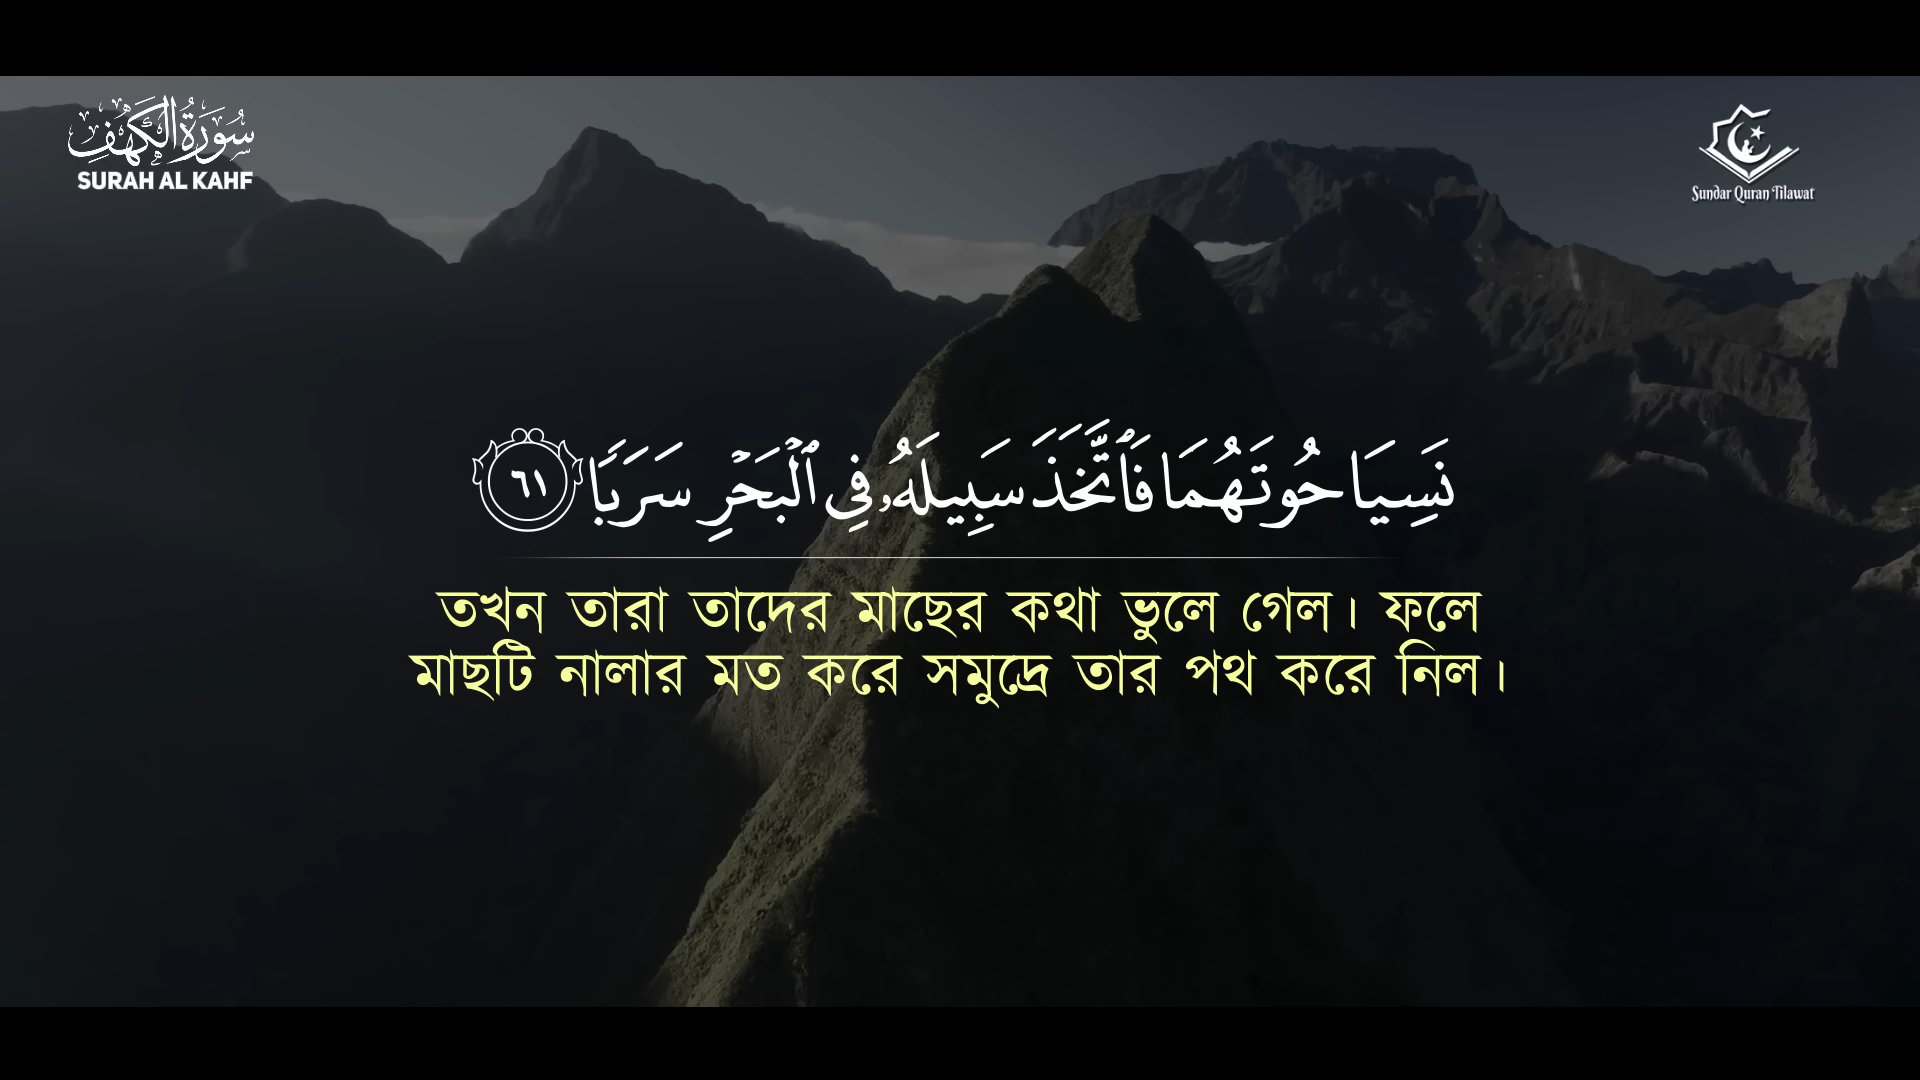 سُورَةُ الْكَهْفِ
SURAH AL KAHF
Sundar Quran Tilawat
نَسِيَا حُوتَهُمَا فَٱتَّخَذَ سَبِيلَهُۥ فِى ٱلْبَحْرِ سَرَبًا ٦١
তখন তারা তাদের মাছের কথা ভুলে গেল। ফলে
মাছটি নালার মত করে সমুদ্রে তার পথ করে নিল।